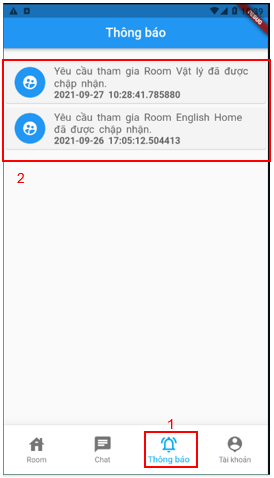 10:39
Thông báo
Yêu cầu tham gia Room Vật lý đã được
chập nhận.
2021-09-27 10:28:41.785880
Yêu cầu tham gia Room English Home
đã được chập nhận.
2021-09-26 17:05:12.504413
2
1
Room
Chat
Thông báo
Tài khoản